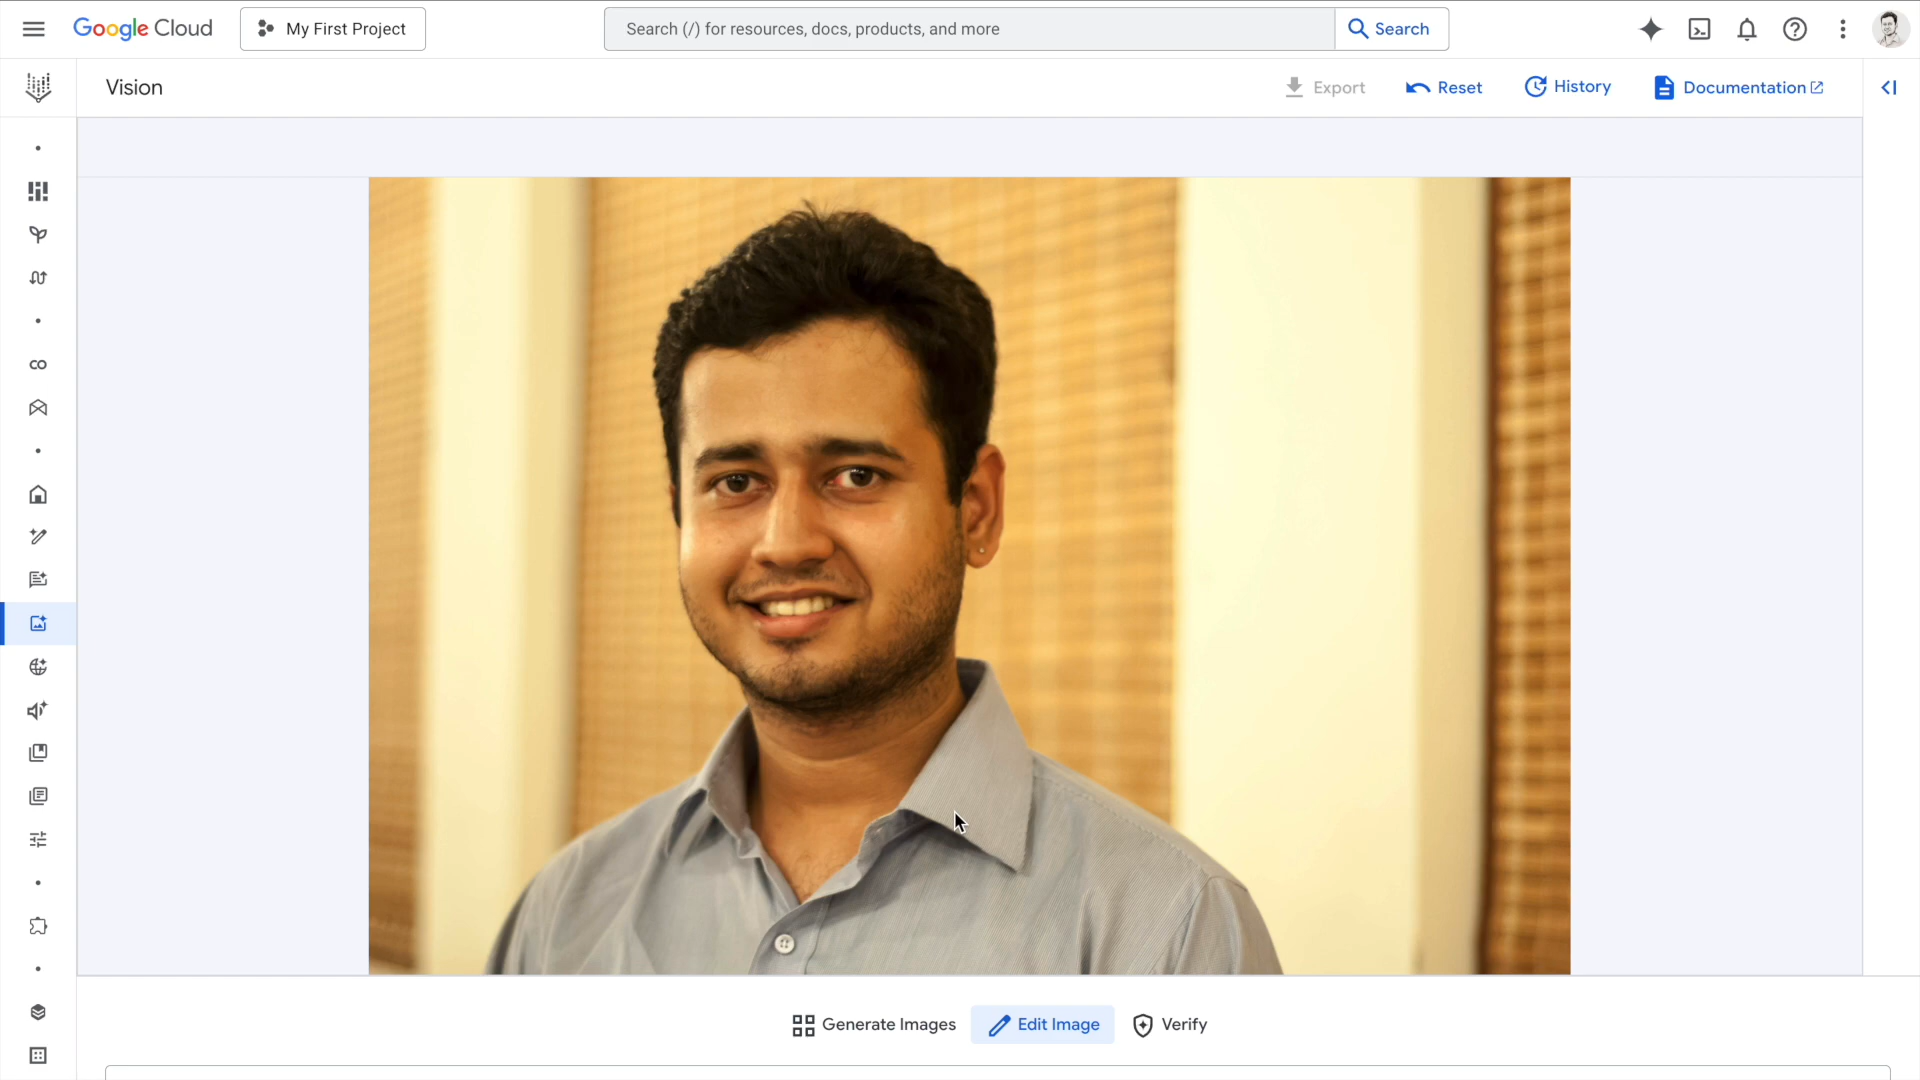 Google Cloud
My First Project
Search (/) for resources, docs, products, and more
Search
Vision
Export
Reset
History
Documentation
Generate Images
Edit Image
Verify